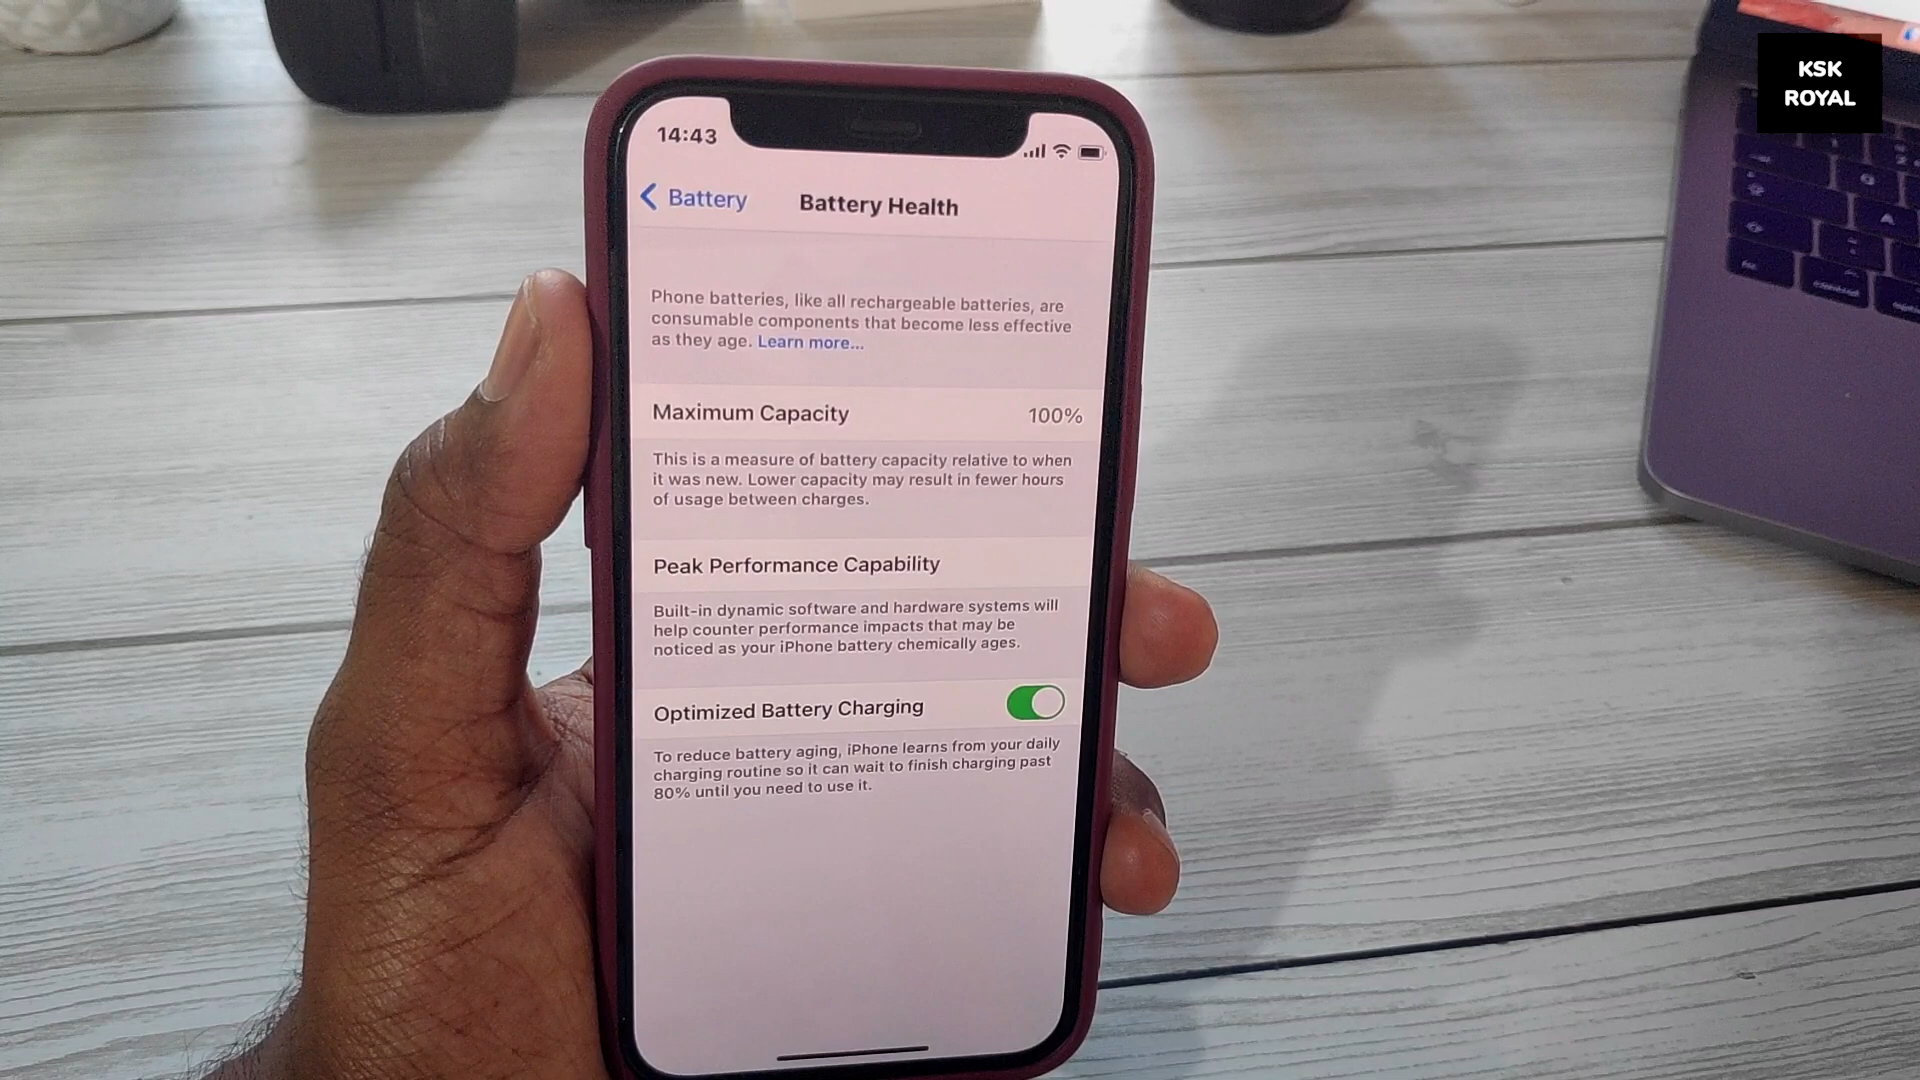 KSK
ROYAL
14:43
Battery
Battery Health
Phone batteries, like all rechargeable batteries, are
consumable components that become less effective
as they age. Learn more...
Maximum Capacity 100%
This is a measure of battery capacity relative to when
it was new. Lower capacity may result in fewer hours
of usage between charges.
Peak Performance Capability
Built-in dynamic software and hardware systems will
help counter performance impacts that may be
noticed as your iPhone battery chemically ages.
Optimized Battery Charging
To reduce battery aging, iPhone learns from your daily
charging routine so it can wait to finish charging past
80% until you need to use it.